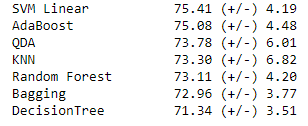 SVM Linear 75.41 (+/-) 4.19
AdaBoost 75.08 (+/-) 4.48
QDA 73.78 (+/-) 6.01
KNN 73.30 (+/-) 6.82
Random Forest 73.11 (+/-) 4.20
Bagging 72.96 (+/-) 3.77
DecisionTree 71.34 (+/-) 3.51